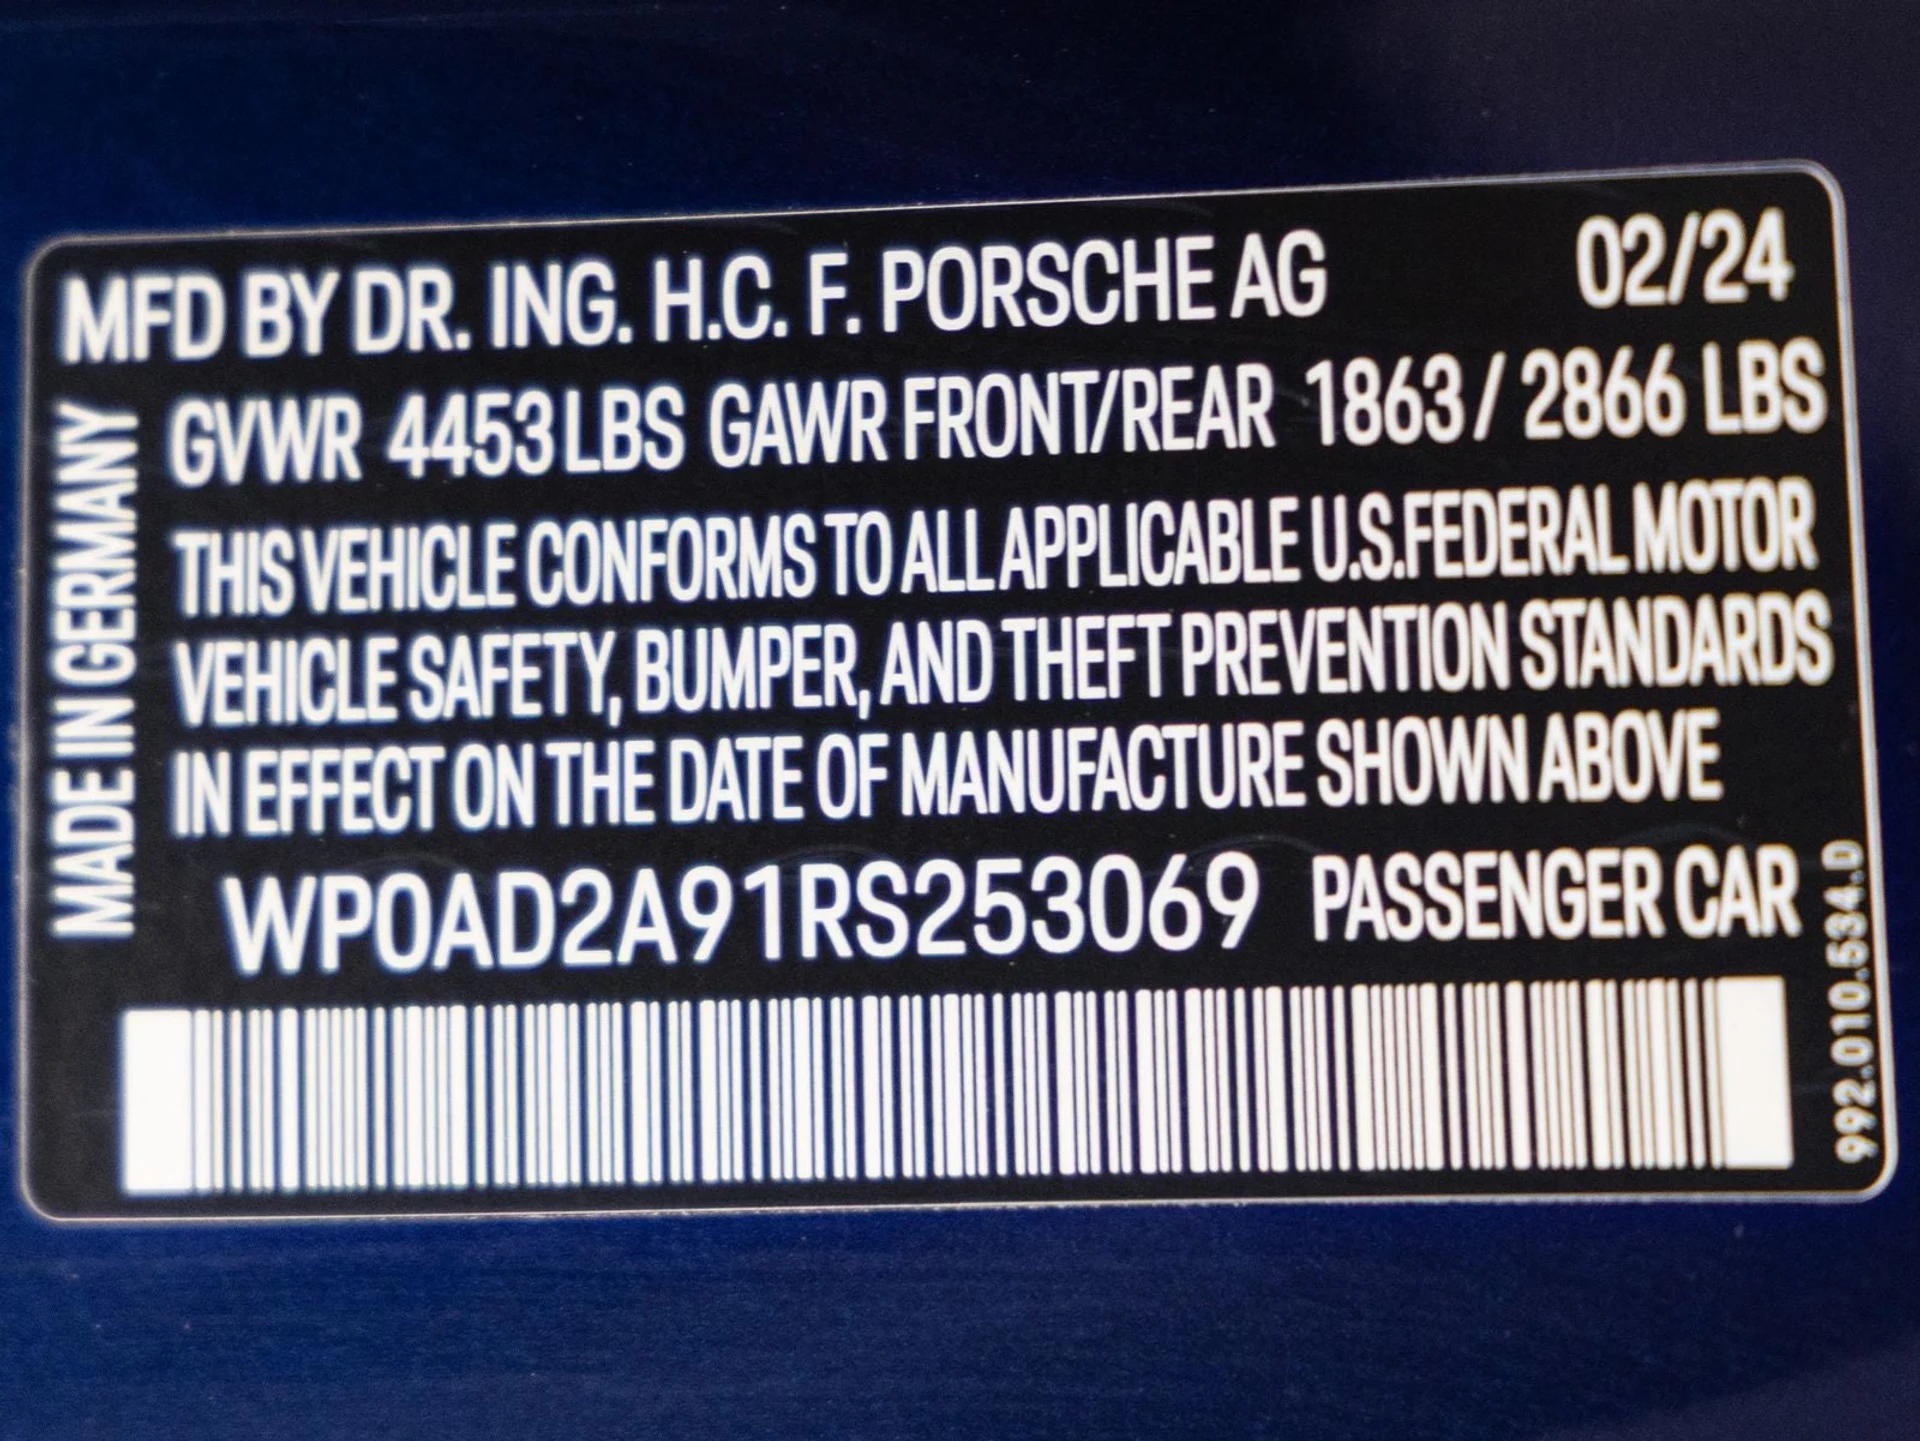 MFD BY DR. ING. H.C. F. PORSCHE AG 02/24
GVWR 4453 LBS GAWR FRONT/REAR 1863 / 2866 LBS
THIS VEHICLE CONFORMS TO ALL APPLICABLE U.S.FEDERAL MOTOR
VEHICLE SAFETY, BUMPER, AND THEFT PREVENTION STANDARDS
IN EFFECT ON THE DATE OF MANUFACTURE SHOWN ABOVE
WP0AD2A91RS253069 PASSENGER CAR
MADE IN GERMANY
992.010.534.D